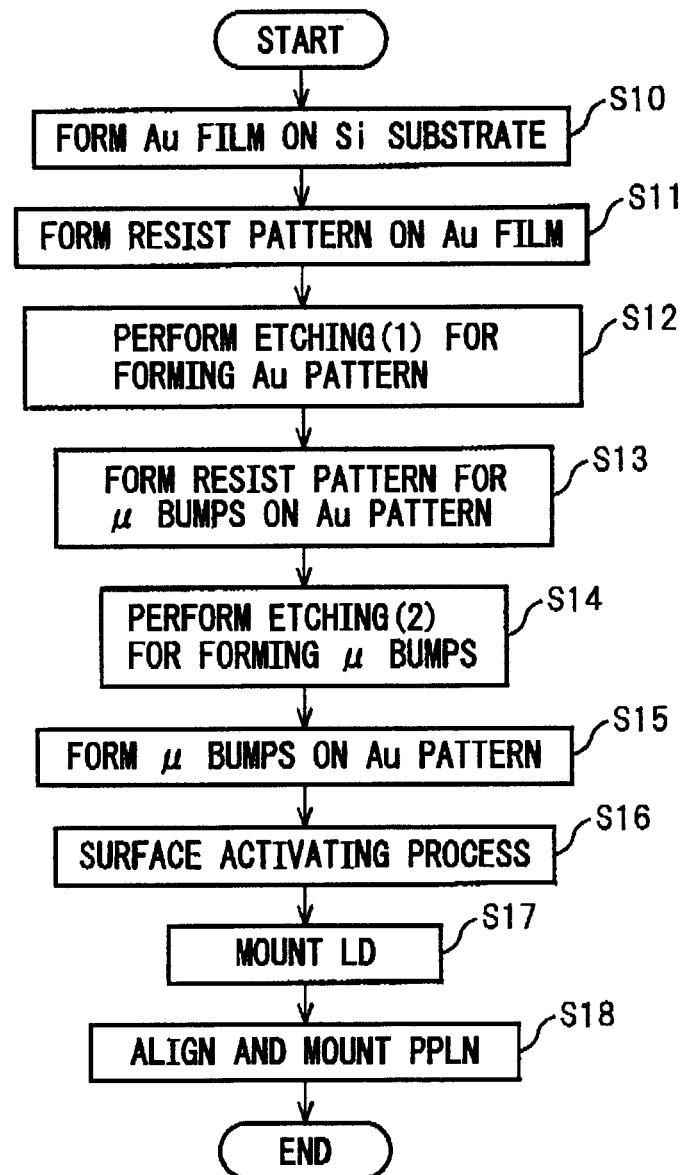 START
S10
FORM Au FILM ON Si SUBSTRATE
S11
FORM RESIST PATTERN ON Au FILM
S12
PERFORM ETCHING(1) FOR
FORMING Au PATTERN
S13
FORM RESIST PATTERN FOR
μ BUMPS ON Au PATTERN
S14
PERFORM ETCHING(2)
FOR FORMING μ BUMPS
S15
FORM μ BUMPS ON Au PATTERN
S16
SURFACE ACTIVATING PROCESS
S17
MOUNT LD
S18
ALIGN AND MOUNT PPLN
END